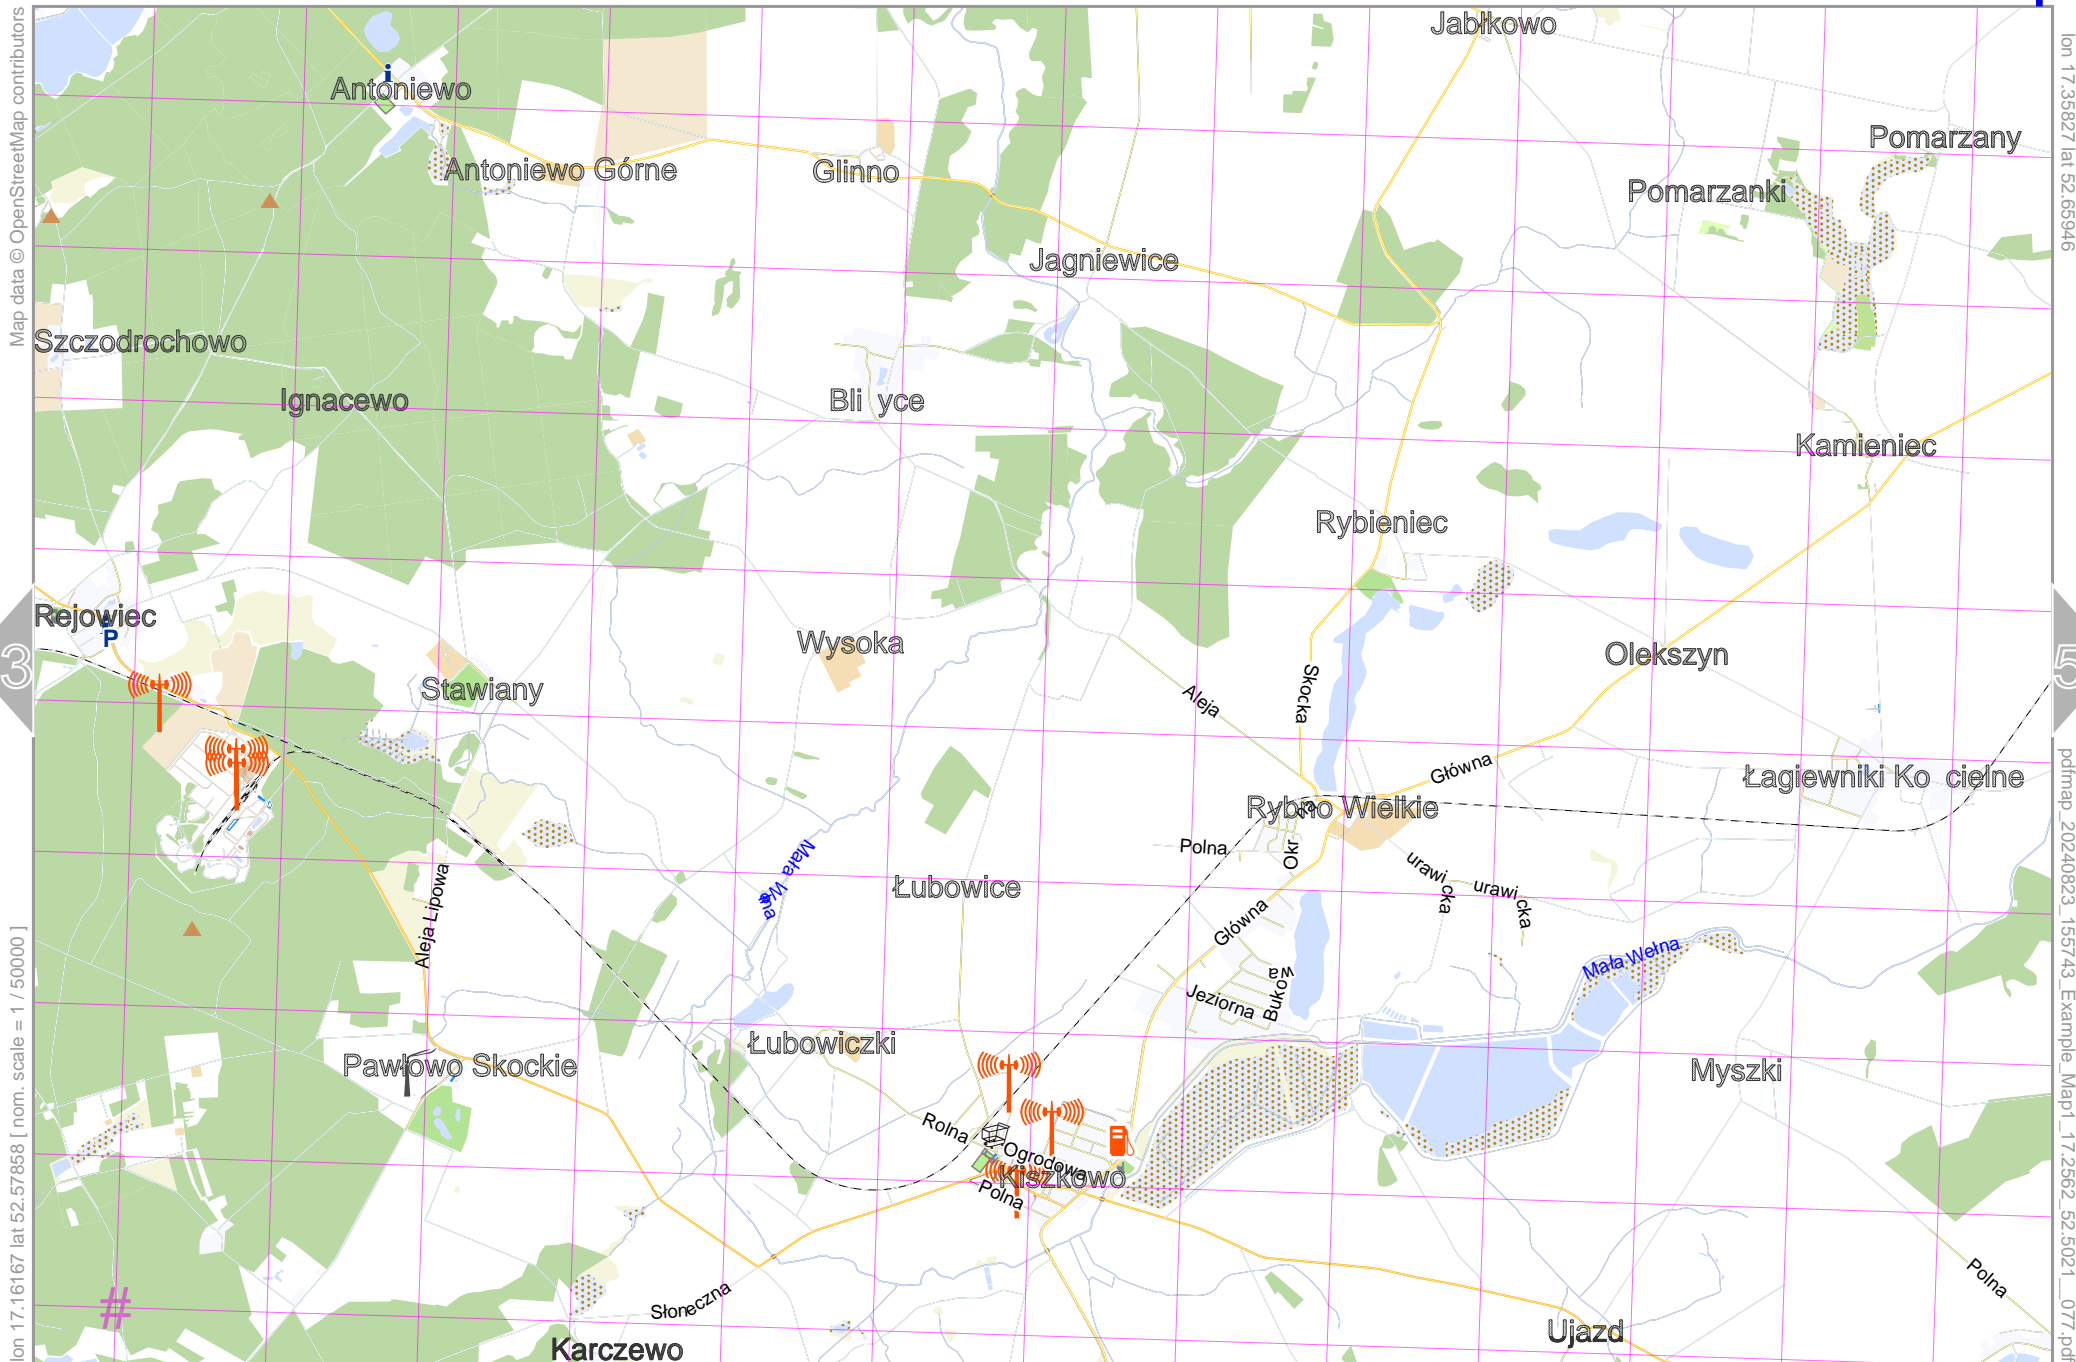 Jabłkowo
Antoniewo
Pomarzany
Antoniewo Górne
Glinno
Pomarzanki
Jagniewice
Szczodrochowo
Ignacewo
Bli yce
Kamieniec
Rybieniec
Rejowiec
P
Wysoka
Olekszyn
Stawiany
Aleja
Skocka
3
5
Główna
Łagiewniki Ko cielne
Rybno Wielkie
Polna
Okr
urawi cka
urawi cka
Mała Wełna
Łubowice
Aleja Lipowa
Główna
Mała Wełna
Bukowa
Jeziorna
Łubowiczki
Pawłowo Skockie
Myszki
Rolna
Ogrodowa
Kiszkowo
Polna
Polna
#
Słoneczna
Ujazd
Karczewo
Map data © OpenStreetMap contributors
lon 17.16167 lat 52.57858 [ nom. scale = 1 / 50000 ]
lon 17.35827 lat 52.65946
pdfmap_20240823_155743_Example_Map1_17.2562_52.5021__077.pdf